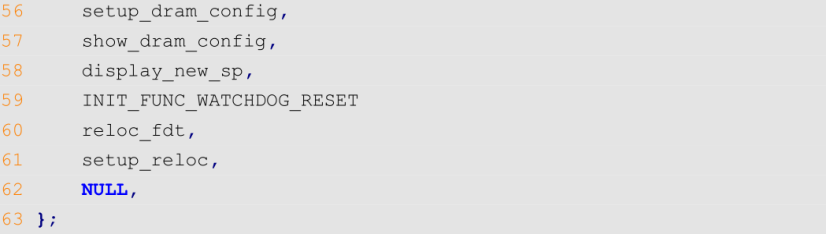 56 setup_dram_config,
57 show_dram_config,
58 display_new_sp,
59 INIT_FUNC_WATCHDOG_RESET
60 reloc_fdt,
61 setup_reloc,
62 NULL,
63 };